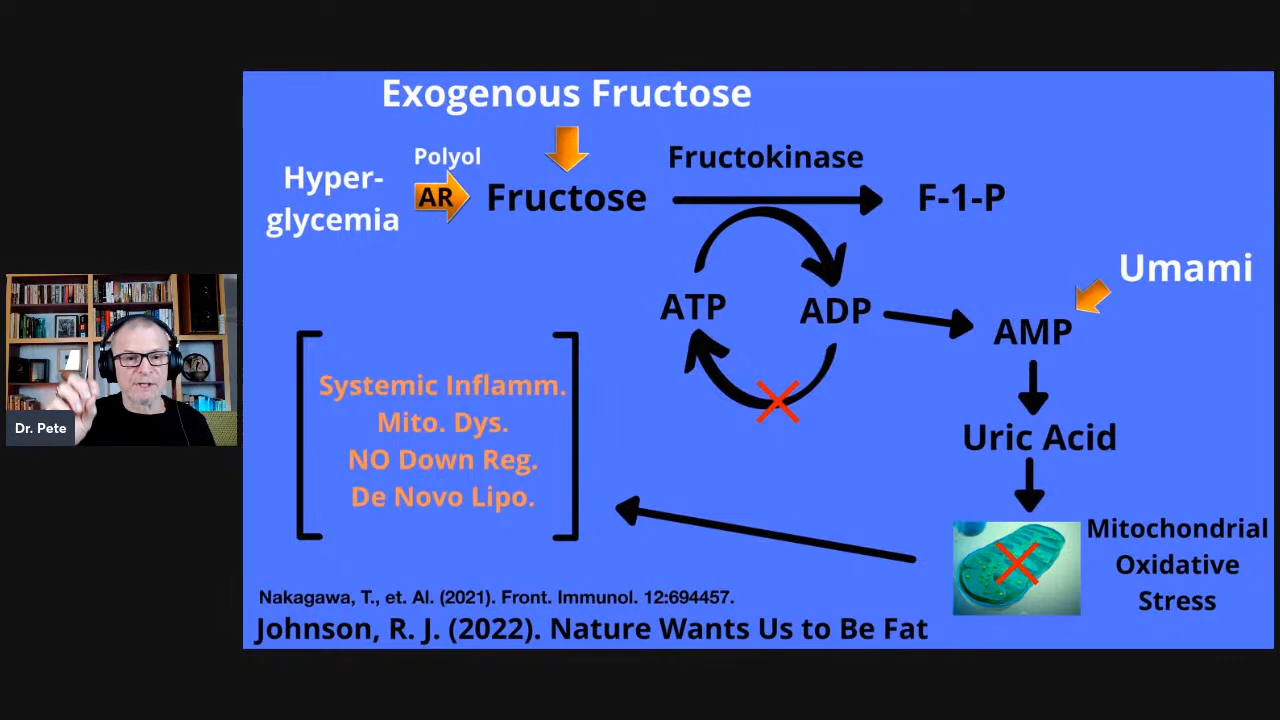 Exogenous Fructose
Polyol
Hyper-
glycemia
AR
Fructose
Fructokinase
F-1-P
Umami
ATP
ADP
AMP
Uric Acid
Systemic Inflamm.
Mito. Dys.
NO Down Reg.
De Novo Lipo.
Mitochondrial
Oxidative
Stress
Dr. Pete
Nakagawa, T., et. Al. (2021). Front. Immunol. 12:694457.
Johnson, R. J. (2022). Nature Wants Us to Be Fat